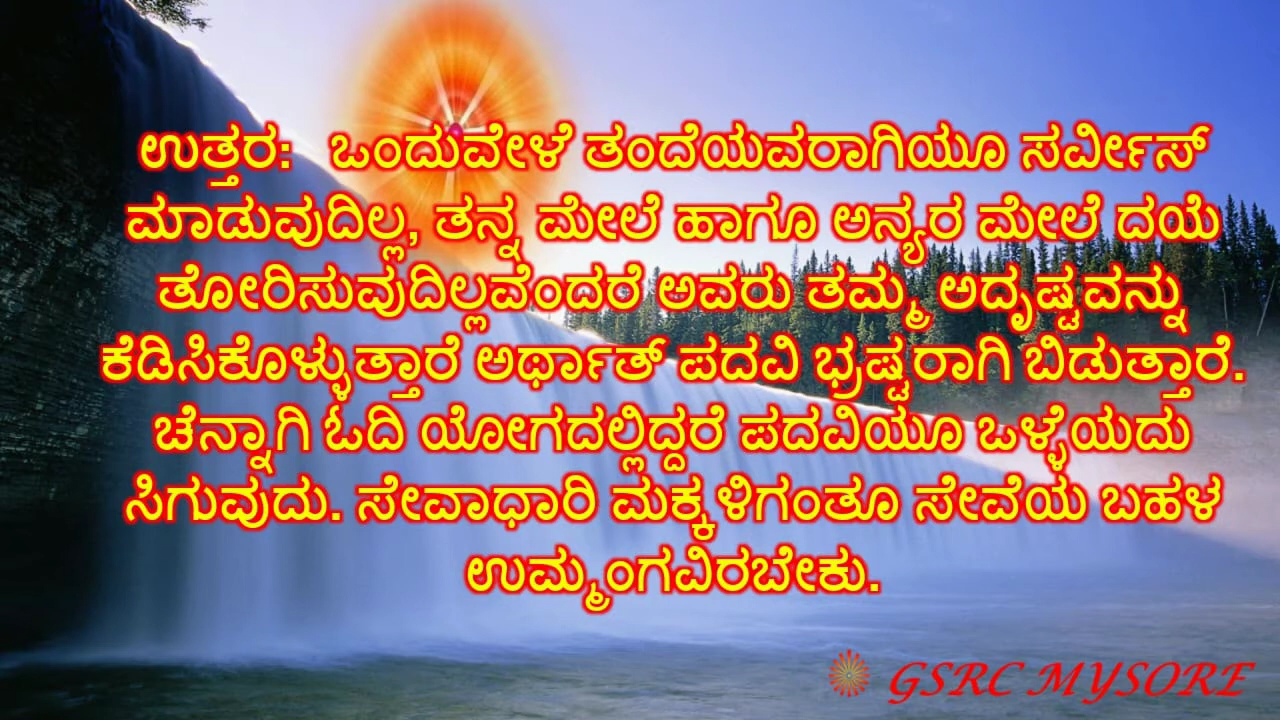 ಉತ್ತರ: ಒಂದುವೇಳೆ ತಂದೆಯವರಾಗಿಯೂ ಸರ್ವೀಸ್
ಮಾಡುವುದಿಲ್ಲ, ತನ್ನ ಮೇಲೆ ಹಾಗೂ ಅನ್ಯರ ಮೇಲೆ ದಯೆ
ತೋರಿಸುವುದಿಲ್ಲವೆಂದರೆ ಅವರು ತಮ್ಮ ಅದೃಷ್ಟವನ್ನು
ಕೆಡಿಸಿಕೊಳ್ಳುತ್ತಾರೆ ಅರ್ಥಾತ್ ಪದವಿ ಭ್ರಷ್ಟರಾಗಿ ಬಿಡುತ್ತಾರೆ.
ಚೆನ್ನಾಗಿ ಓದಿ ಯೋಗದಲ್ಲಿದ್ದರೆ ಪದವಿಯೂ ಒಳ್ಳೆಯದು
ಸಿಗುವುದು. ಸೇವಾಧಾರಿ ಮಕ್ಕಳಿಗಂತೂ ಸೇವೆಯ ಬಹಳ
ಉಮ್ಮಂಗವಿರಬೇಕು.
GSRC MYSORE